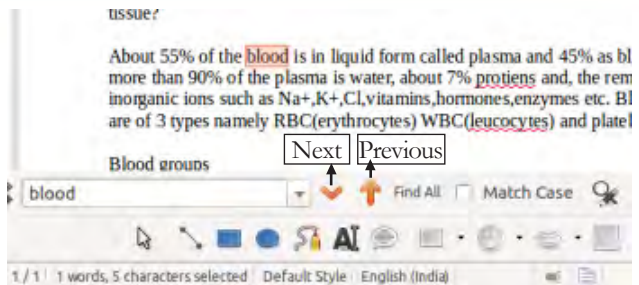 tissue?
About 55% of the blood is in liquid form called plasma and 45% as bl
more than 90% of the plasma is water, about 7% protiens and, the rem
inorganic ions such as Na+,K+,Cl,vitamins,hormones,enzymes etc. Bl
are of 3 types namely RBC(erythrocytes) WBC(leucocytes) and platel
Blood groups
Next Previous
blood Find All Match Case
AI
1 / 1 1 words, 5 characters selected Default Style English (India)